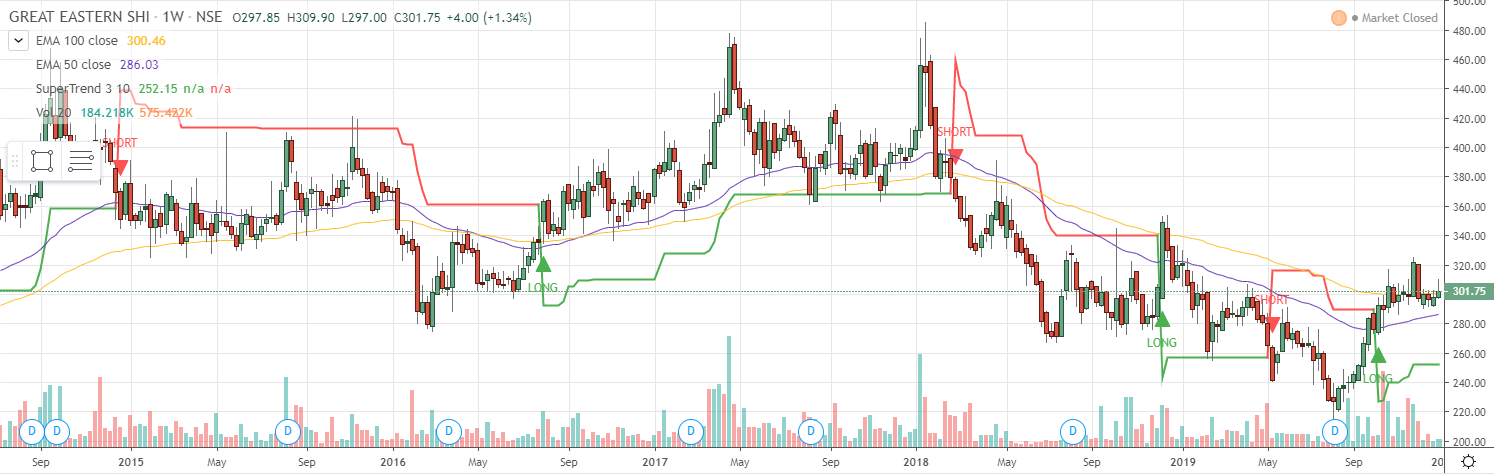 GREAT EASTERN SHI · 1W · NSE O297.85 H309.90 L297.00 C301.75 +4.00 (+1.34%)
Market Closed
EMA 100 close 300.46
EMA 50 close 286.03
SuperTrend 3 10 252.15 n/a n/a
Vol 20 184.218K 575.422K
SHORT
SHORT
LONG
SHORT
LONG
LONG
500.00
480.00
460.00
440.00
420.00
400.00
380.00
360.00
340.00
320.00
301.75
280.00
260.00
240.00
220.00
200.00
D D D D D D D D
Sep 2015 May Sep 2016 May Sep 2017 May Sep 2018 May Sep 2019 May Sep 20